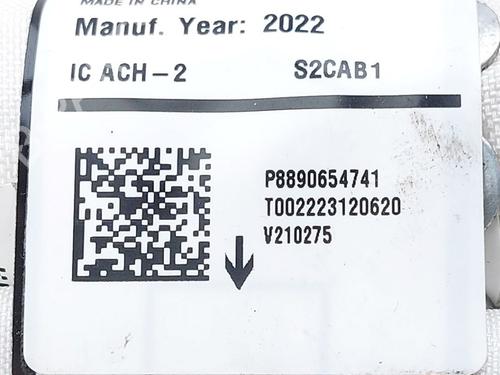 MADE IN CHINA
Manuf. Year: 2022
IC ACH-2 S2CAB1
P8890654741
T002223120620
V210275